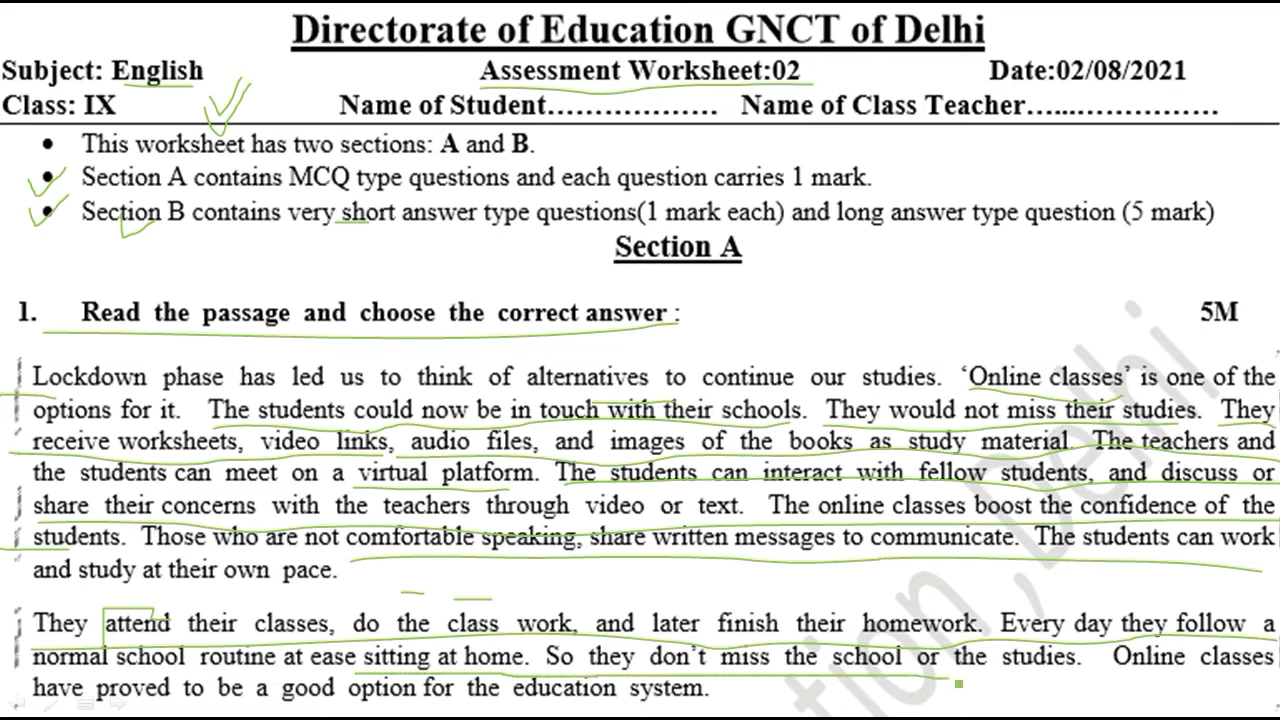 Directorate of Education GNCT of Delhi
Subject: English Assessment Worksheet:02 Date:02/08/2021
Class: IX Name of Student……………… Name of Class Teacher…...……………
• This worksheet has two sections: A and B.
• Section A contains MCQ type questions and each question carries 1 mark.
• Section B contains very short answer type questions(1 mark each) and long answer type question (5 mark)
Section A
1. Read the passage and choose the correct answer : 5M
Lockdown phase has led us to think of alternatives to continue our studies. ‘Online classes’ is one of the
options for it. The students could now be in touch with their schools. They would not miss their studies. They
receive worksheets, video links, audio files, and images of the books as study material. The teachers and
the students can meet on a virtual platform. The students can interact with fellow students, and discuss or
share their concerns with the teachers through video or text. The online classes boost the confidence of the
students. Those who are not comfortable speaking, share written messages to communicate. The students can work
and study at their own pace.
They attend their classes, do the class work, and later finish their homework. Every day they follow a
normal school routine at ease sitting at home. So they don’t miss the school or the studies. Online classes
have proved to be a good option for the education system.
tion ,Delhi